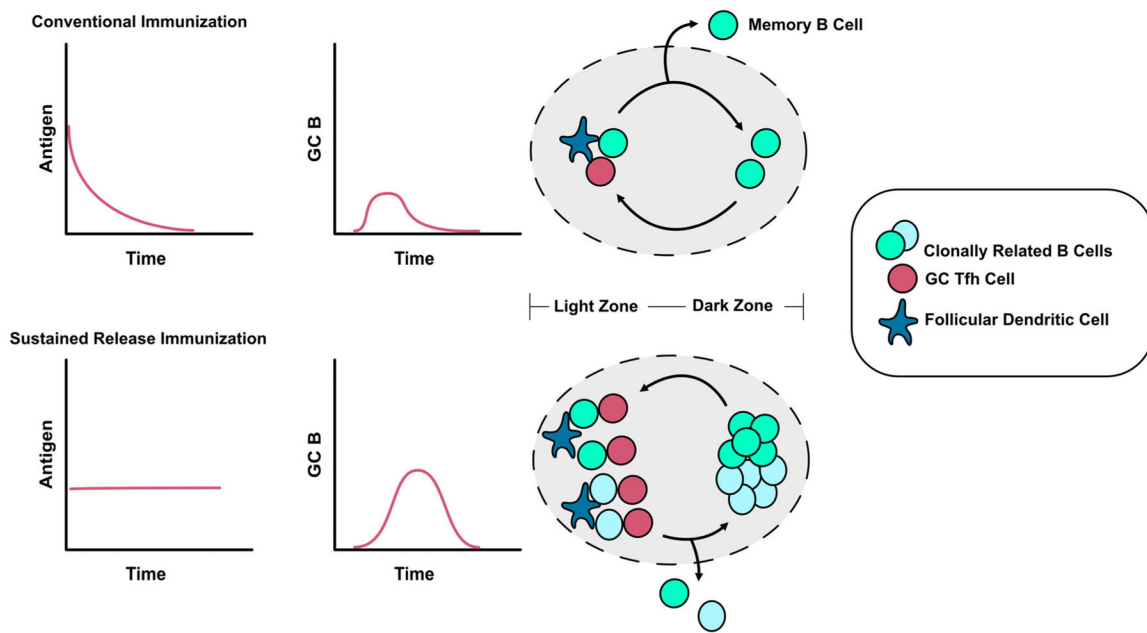 Conventional Immunization
Antigen
Time
GC B
Time
Memory B Cell
Light Zone
Dark Zone
Clonally Related B Cells
GC Tfh Cell
Follicular Dendritic Cell
Sustained Release Immunization
Antigen
Time
GC B
Time